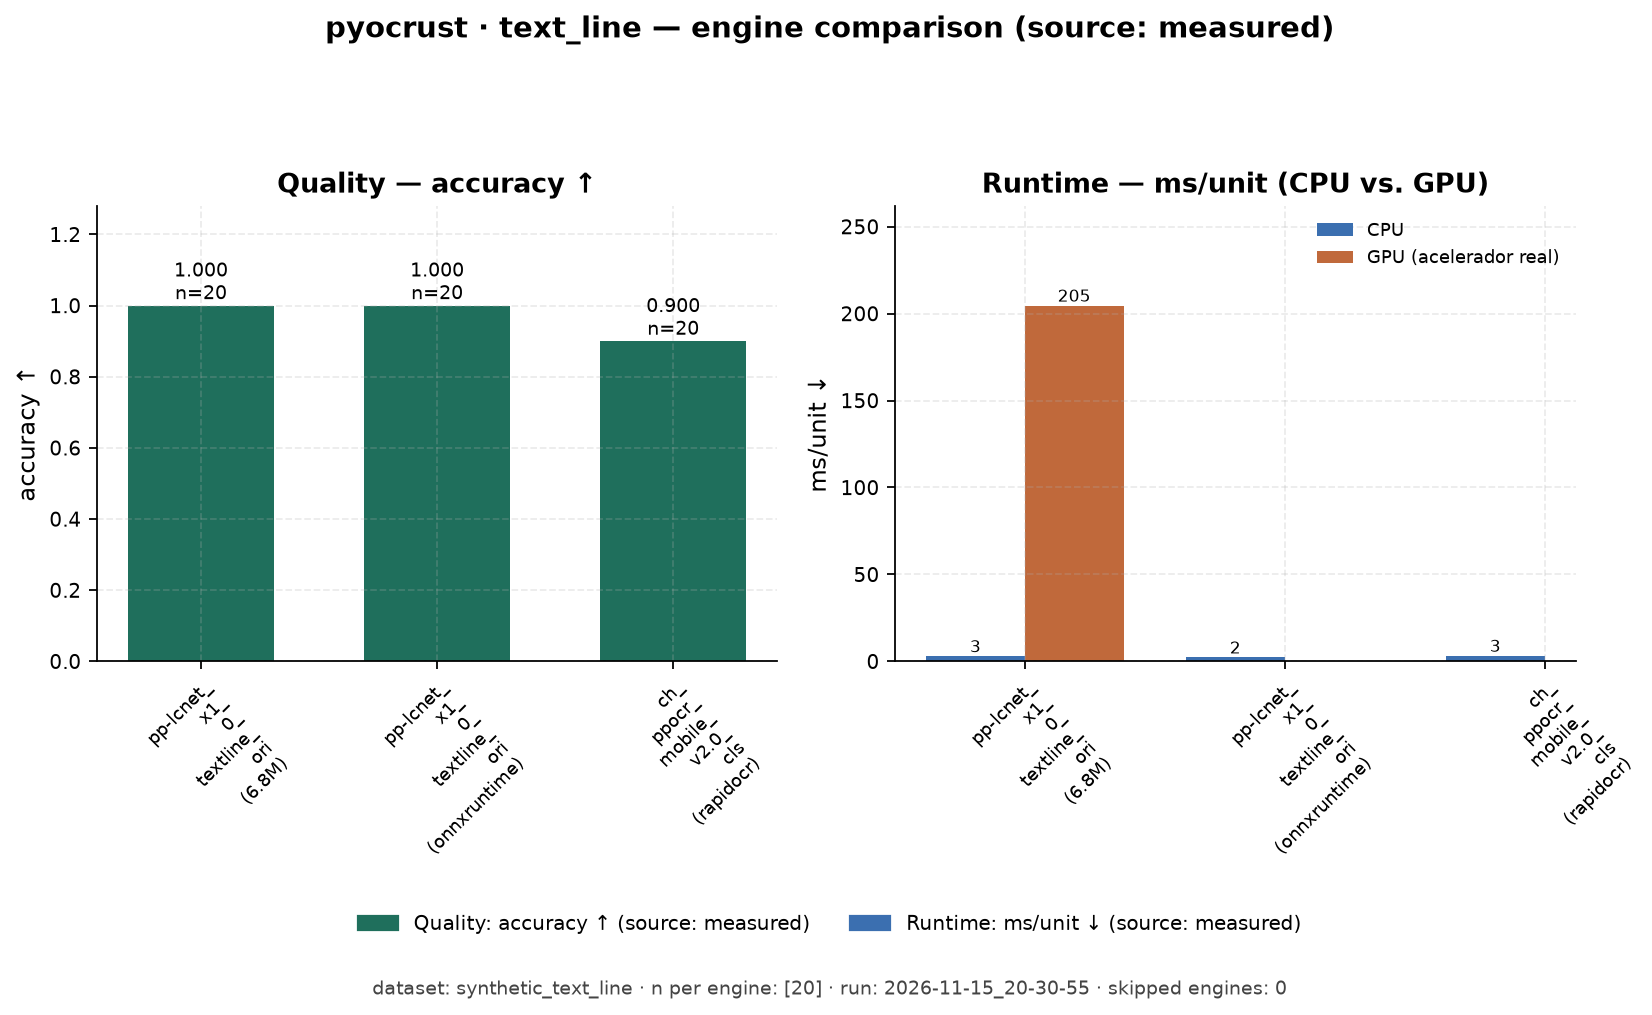 pyocrust · text_line — engine comparison (source: measured)
Quality — accuracy ↑
accuracy ↑
1.2
1.0
0.8
0.6
0.4
0.2
0.0
1.000
n=20
1.000
n=20
0.900
n=20
pp-lcnet_
x1_
0_
textline_
ori
(6.8M)
pp-lcnet_
x1_
0_
textline_
ori
(onnxruntime)
ch_
ppocr_
mobile_
v2.0_
cls
(rapidocr)
Runtime — ms/unit (CPU vs. GPU)
ms/unit ↓
250
200
150
100
50
0
CPU
GPU (acelerador real)
3
205
2
3
pp-lcnet_
x1_
0_
textline_
ori
(6.8M)
pp-lcnet_
x1_
0_
textline_
ori
(onnxruntime)
ch_
ppocr_
mobile_
v2.0_
cls
(rapidocr)
Quality: accuracy ↑ (source: measured)
Runtime: ms/unit ↓ (source: measured)
dataset: synthetic_text_line · n per engine: [20] · run: 2026-11-15_20-30-55 · skipped engines: 0